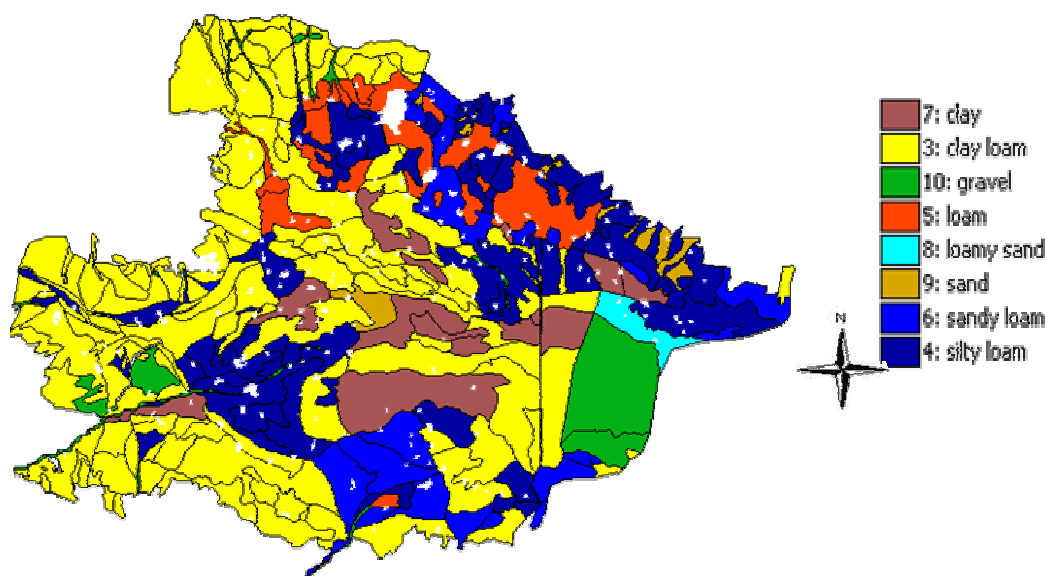 7: clay
3: clay loam
10: gravel
5: loam
8: loamy sand
9: sand
6: sandy loam
4: silty loam
N